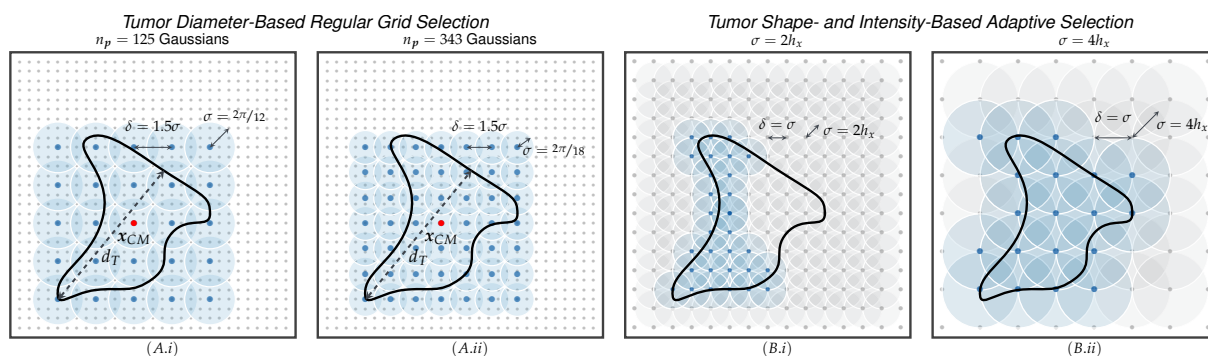 Tumor Diameter-Based Regular Grid Selection
Tumor Shape- and Intensity-Based Adaptive Selection
n_p = 125 Gaussians
n_p = 343 Gaussians
σ = 2h_x
σ = 4h_x
δ = 1.5σ
σ = 2π/12
x_CM
d_T
δ = 1.5σ
σ = 2π/18
x_CM
d_T
δ = σ
σ = 2h_x
δ = σ
σ = 4h_x
(A.i)
(A.ii)
(B.i)
(B.ii)